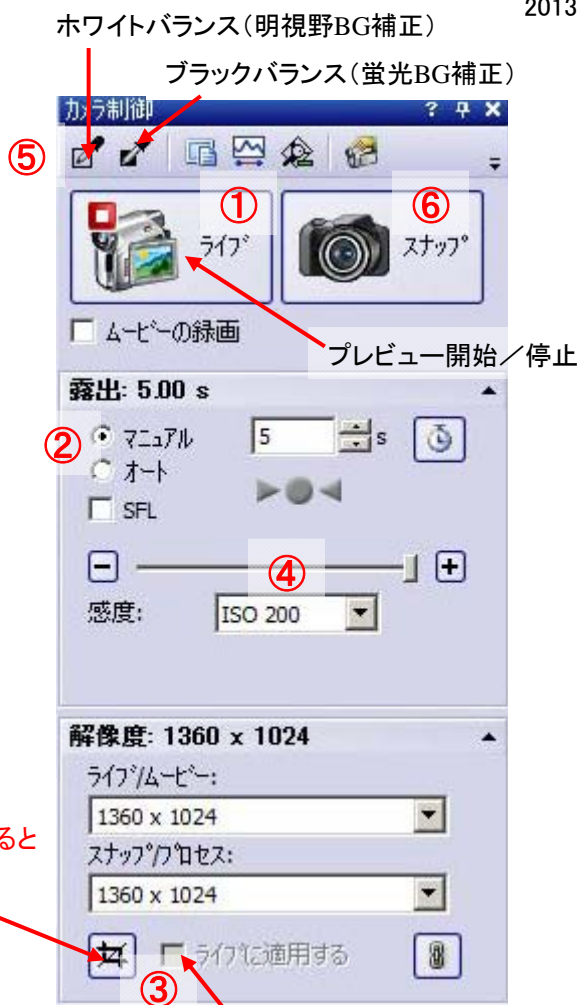 2013
ホワイトバランス（明視野BG補正）
ブラックバランス（蛍光BG補正）
カメラ制御
⑤
① ライブ
⑥ スナップ
ムービーの録画
プレビュー開始／停止
露出: 5.00 s
② マニュアル 5 s
オート
SFL
④
感度: ISO 200
解像度: 1360 x 1024
ライブ/ムービー:
1360 x 1024
ると
スナップ/プロセス:
1360 x 1024
ライブに適用する
③